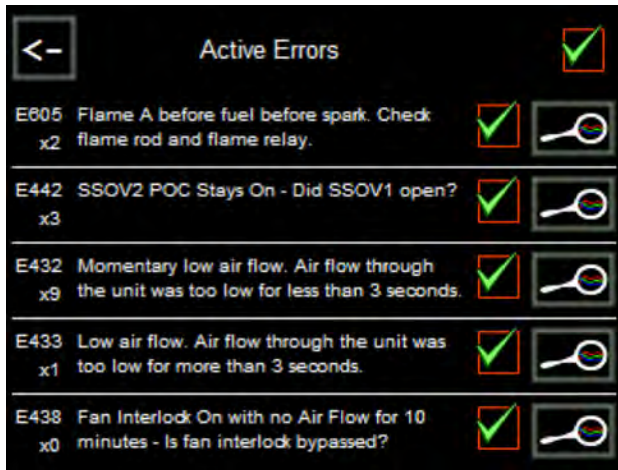 <- Active Errors
E605 Flame A before fuel before spark. Check
x2 flame rod and flame relay.
E442 SSOV2 POC Stays On - Did SSOV1 open?
x3
E432 Momentary low air flow. Air flow through
x9 the unit was too low for less than 3 seconds.
E433 Low air flow. Air flow through the unit was
x1 too low for more than 3 seconds.
E438 Fan Interlock On with no Air Flow for 10
x0 minutes - Is fan interlock bypassed?